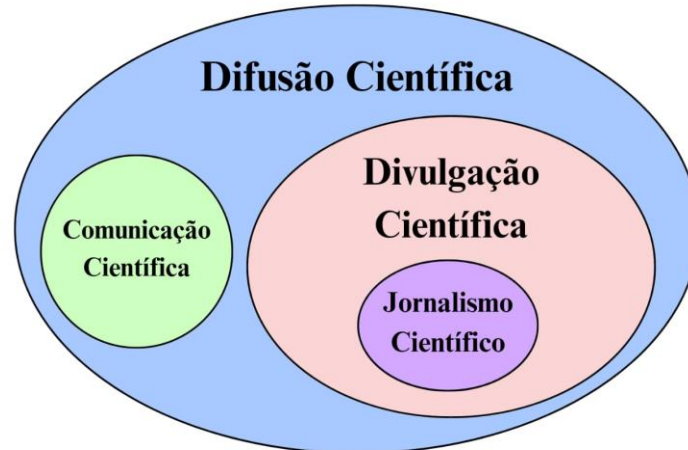 Difusão Científica
Divulgação
Científica
Comunicação
Científica
Jornalismo
Científico